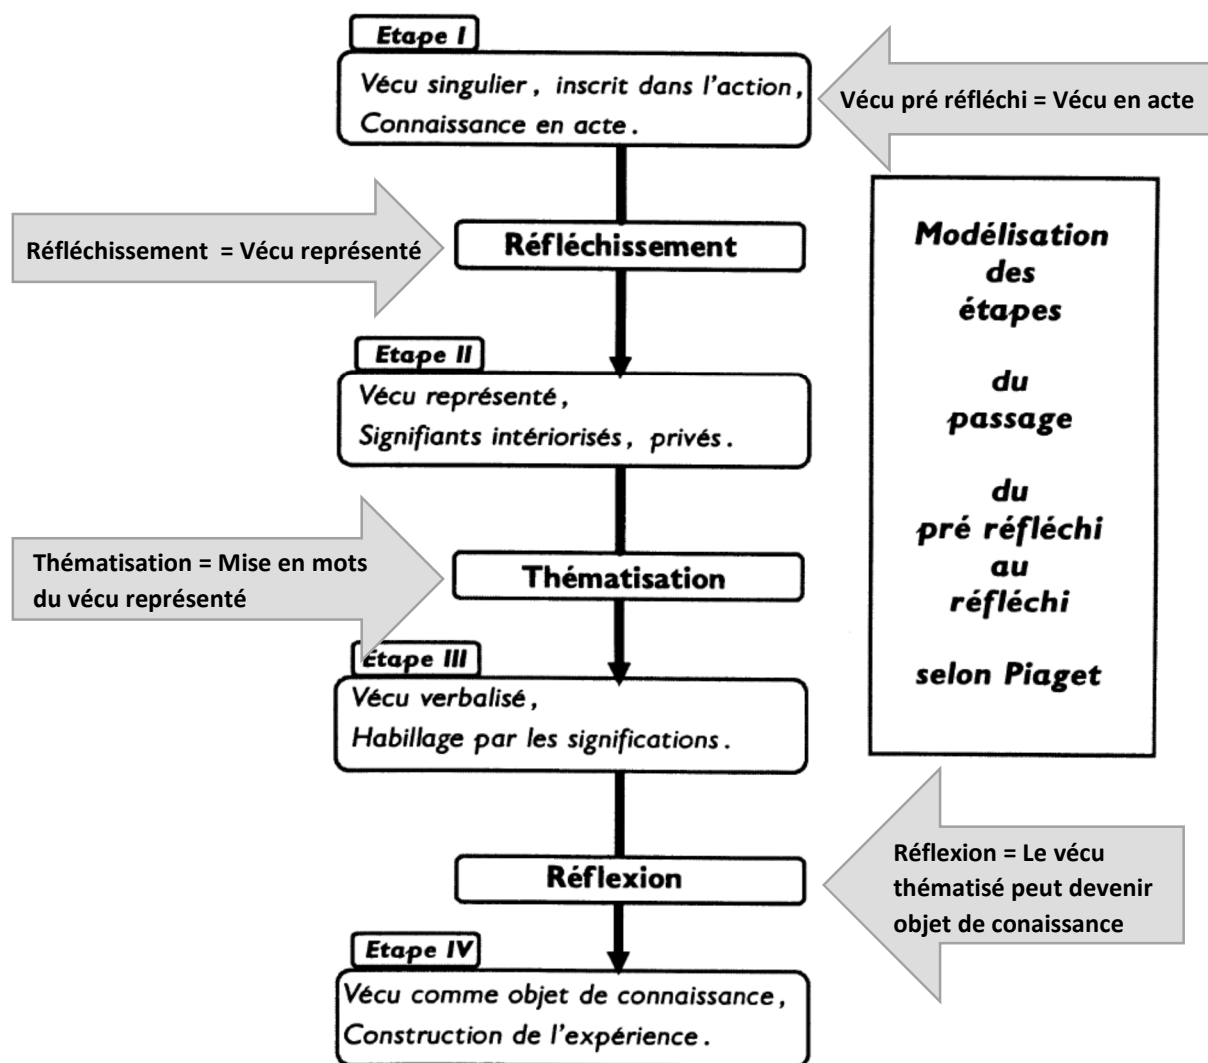 Etape I
Vécu singulier, inscrit dans l'action,
Connaissance en acte.
Vécu pré réfléchi = Vécu en acte
Réfléchissement = Vécu représenté
Réfléchissement
Modélisation
des
étapes
du
passage
du
pré réfléchi
au
réfléchi
selon Piaget
Etape II
Vécu représenté,
Signifiants intériorisés, privés.
Thématisation = Mise en mots
du vécu représenté
Thématisation
Etape III
Vécu verbalisé,
Habillage par les significations.
Réflexion
Réflexion = Le vécu
thématisé peut devenir
objet de conaissance
Etape IV
Vécu comme objet de connaissance,
Construction de l'expérience.